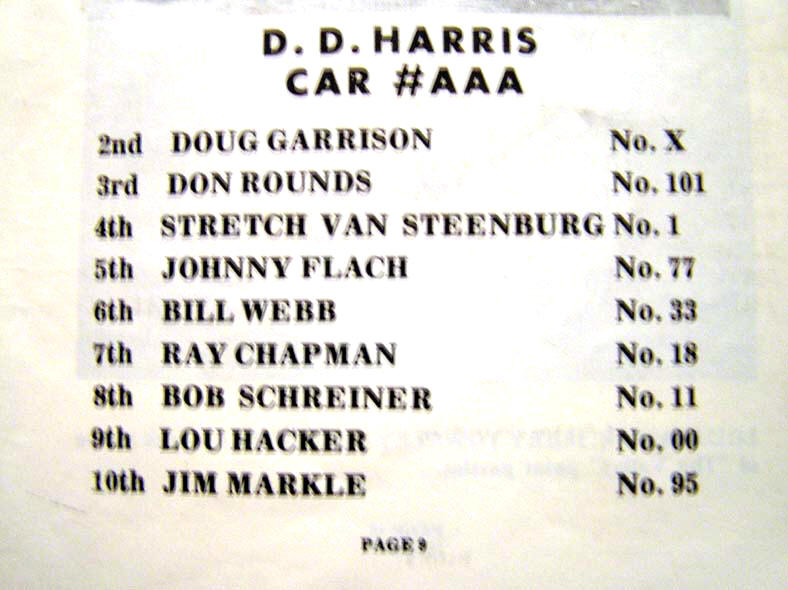 D. D. HARRIS
CAR #AAA
2nd DOUG GARRISON No. X
3rd DON ROUNDS No. 101
4th STRETCH VAN STEENBURG No. 1
5th JOHNNY FLACH No. 77
6th BILL WEBB No. 33
7th RAY CHAPMAN No. 18
8th BOB SCHREINER No. 11
9th LOU HACKER No. 00
10th JIM MARKLE No. 95
PAGE 9